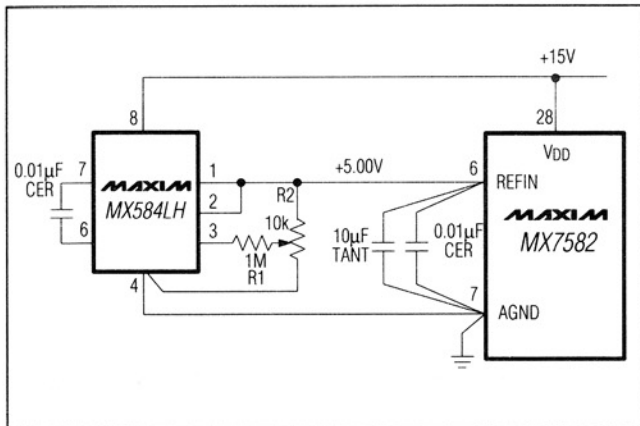 +15V
8
28
VDD
0.01µF
CER
7
MAXIM
MX584LH
1
2
3
6
4
R2
10k
1M
R1
+5.00V
10µF
TANT
0.01µF
CER
6
REFIN
MAXIM
MX7582
7
AGND